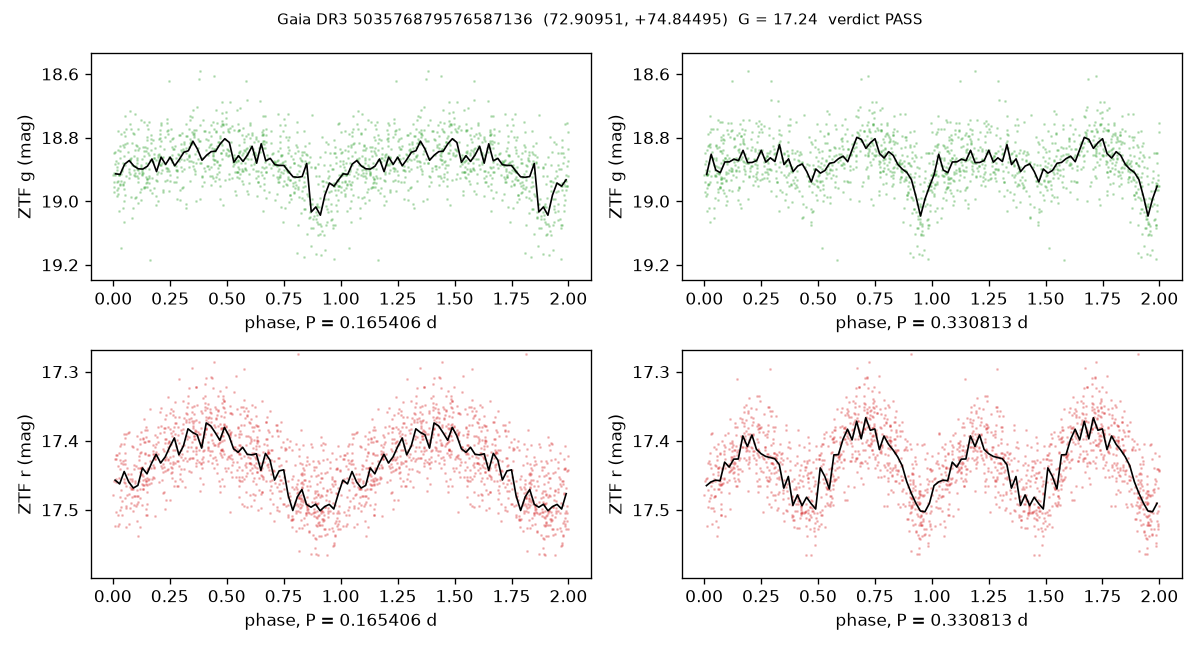 Gaia DR3 503576879576587136  (72.90951, +74.84495)  G = 17.24  verdict PASS
ZTF g (mag)
18.6
18.8
19.0
19.2
0.00 0.25 0.50 0.75 1.00 1.25 1.50 1.75 2.00
phase, P = 0.165406 d
ZTF g (mag)
18.6
18.8
19.0
19.2
0.00 0.25 0.50 0.75 1.00 1.25 1.50 1.75 2.00
phase, P = 0.330813 d
ZTF r (mag)
17.3
17.4
17.5
0.00 0.25 0.50 0.75 1.00 1.25 1.50 1.75 2.00
phase, P = 0.165406 d
ZTF r (mag)
17.3
17.4
17.5
0.00 0.25 0.50 0.75 1.00 1.25 1.50 1.75 2.00
phase, P = 0.330813 d